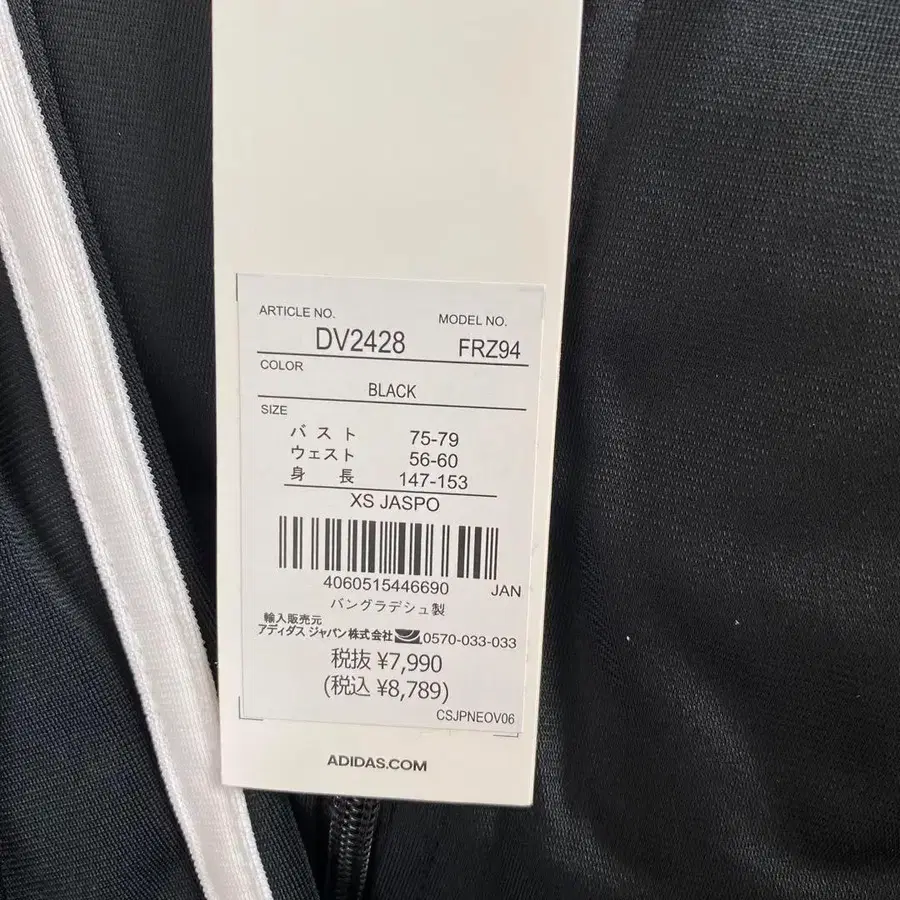 ARTICLE NO. MODEL NO.
DV2428 FRZ94
COLOR
BLACK
SIZE
バスト 75-79
ウェスト 56-60
身長 147-153
XS JASPO
4060515446690 JAN
バングラデシュ製
輸入販売元
アディダス ジャパン株式会社 0570-033-033
税抜 ¥7,990
(税込 ¥8,789)
CSJPNEOV06
ADIDAS.COM